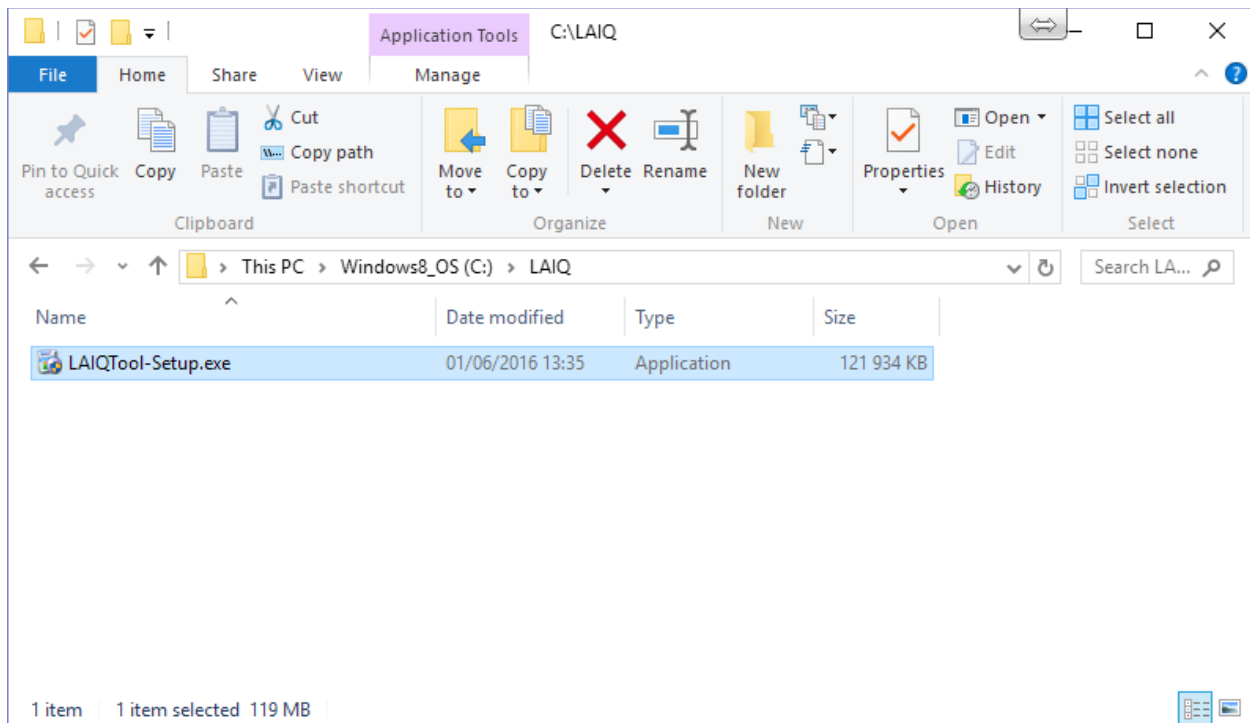 Application Tools C:\LAIQ
File Home Share View Manage
Pin to Quick access Copy Paste Cut
Copy path
Paste shortcut
Move to Copy to Delete Rename New folder Properties Open Edit History
Select all
Select none
Invert selection
Clipboard Organize New Open Select
This PC Windows8_OS (C:) LAIQ Search LA...
Name Date modified Type Size
LAIQTool-Setup.exe 01/06/2016 13:35 Application 121 934 KB
1 item 1 item selected 119 MB